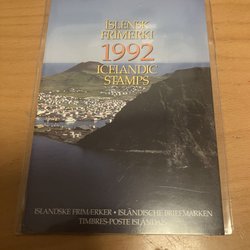 ÍSLENSK
FRÍMERKI
1992
ICELANDIC
STAMPS
ISLANDSKE FRIMÆRKER • ISLÄNDISCHE BRIEFMARKEN
TIMBRES-POSTE ISLANDAIS